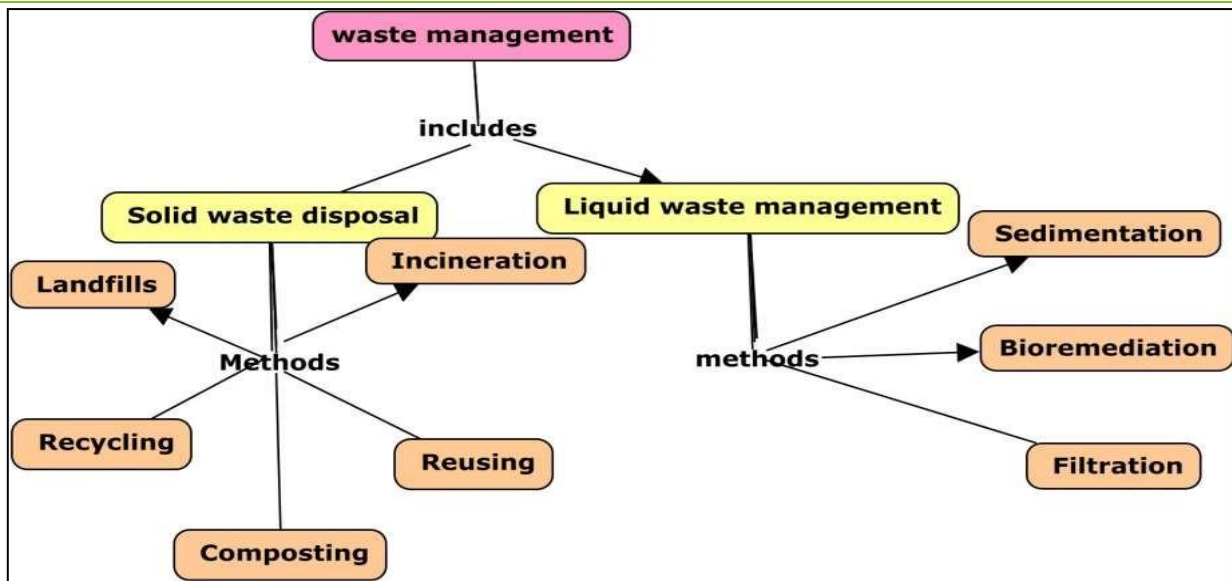 waste management
includes
Solid waste disposal
Liquid waste management
Landfills
Incineration
Methods
Recycling
Reusing
Composting
Sedimentation
methods
Bioremediation
Filtration